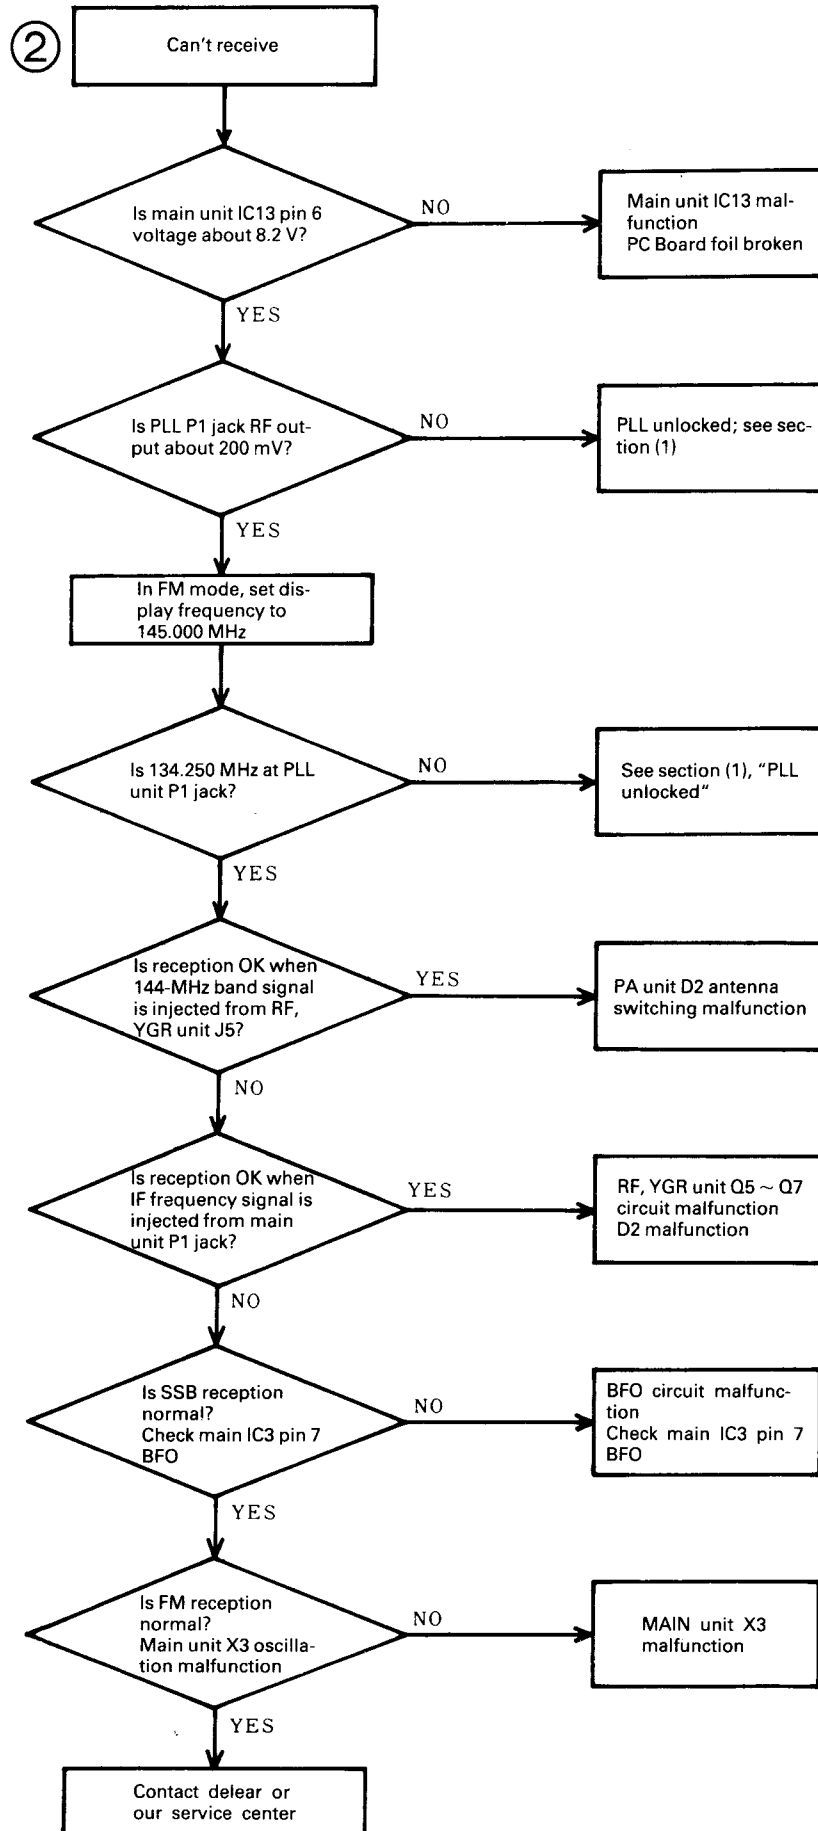 2
Can't receive
Is main unit IC13 pin 6
voltage about 8.2 V?
NO
Main unit IC13 mal-
function
PC Board foil broken
YES
Is PLL P1 jack RF out-
put about 200 mV?
NO
PLL unlocked; see sec-
tion (1)
YES
In FM mode, set dis-
play frequency to
145.000 MHz
Is 134.250 MHz at PLL
unit P1 jack?
NO
See section (1), "PLL
unlocked"
YES
Is reception OK when
144-MHz band signal
is injected from RF,
YGR unit J5?
YES
PA unit D2 antenna
switching malfunction
NO
Is reception OK when
IF frequency signal is
injected from main
unit P1 jack?
YES
RF, YGR unit Q5 ~ Q7
circuit malfunction
D2 malfunction
NO
Is SSB reception
normal?
Check main IC3 pin 7
BFO
NO
BFO circuit malfunc-
tion
Check main IC3 pin 7
BFO
YES
Is FM reception
normal?
Main unit X3 oscilla-
tion malfunction
NO
MAIN unit X3
malfunction
YES
Contact delear or
our service center